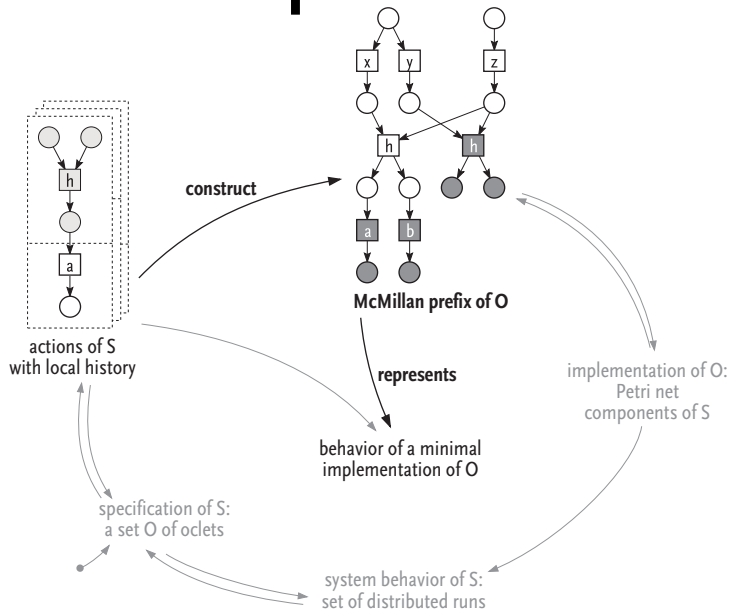 x
y
z
h
h
h
a
a
b
construct
McMillan prefix of O
actions of S
with local history
represents
implementation of O:
Petri net
components of S
behavior of a minimal
implementation of O
specification of S:
a set O of oclets
system behavior of S:
set of distributed runs